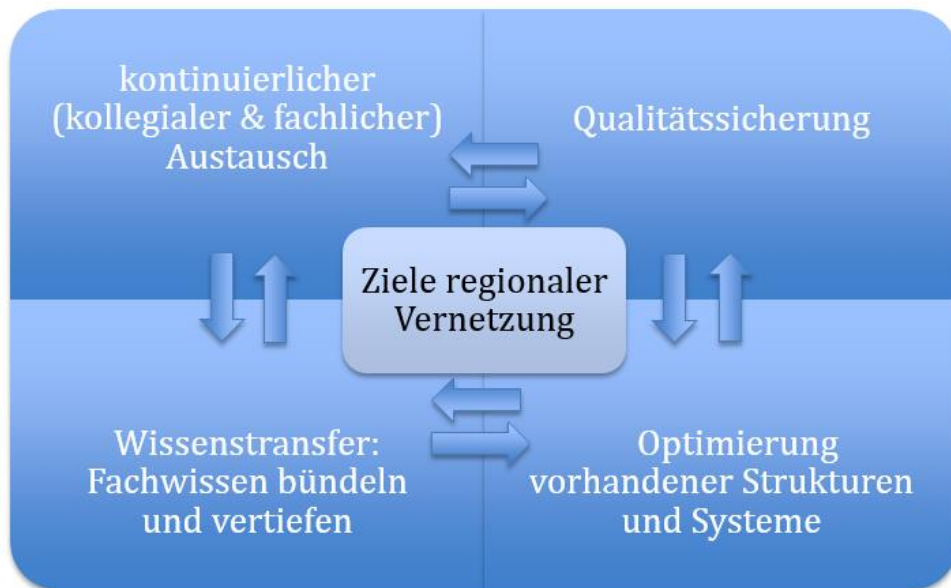 kontinuierlicher
(kollegialer & fachlicher)
Austausch
Qualitätssicherung
Ziele regionaler
Vernetzung
Wissenstransfer:
Fachwissen bündeln
und vertiefen
Optimierung
vorhandener Strukturen
und Systeme